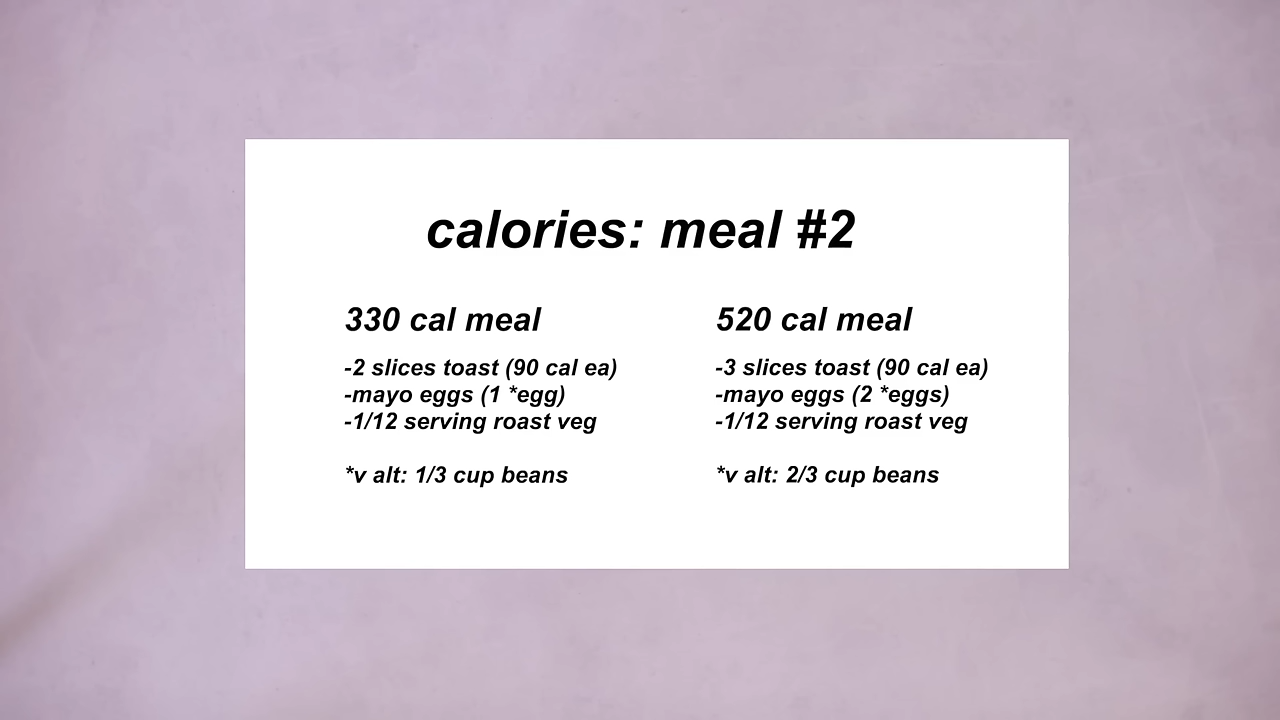 calories: meal #2
330 cal meal
-2 slices toast (90 cal ea)
-mayo eggs (1 *egg)
-1/12 serving roast veg
*v alt: 1/3 cup beans
520 cal meal
-3 slices toast (90 cal ea)
-mayo eggs (2 *eggs)
-1/12 serving roast veg
*v alt: 2/3 cup beans